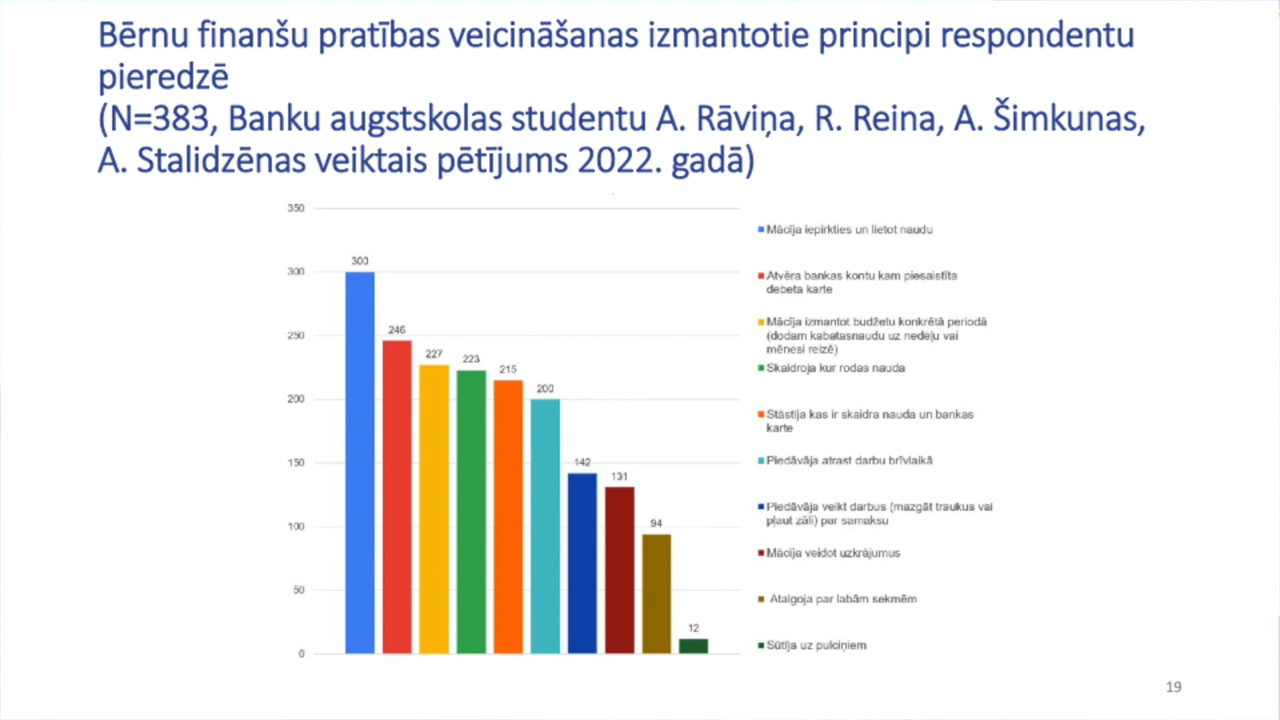 Bērnu finanšu pratības veicināšanas izmantotie principi respondentu
pieredzē
(N=383, Banku augstskolas studentu A. Rāviņa, R. Reina, A. Šimkunas,
A. Stalidzēnas veiktais pētījums 2022. gadā)
350
300
250
200
150
100
50
0
300
246
227
223
215
200
142
131
94
12
Mācīja iepirkties un lietot naudu
Atvēra bankas kontu kam piesaistīta
debeta karte
Mācīja izmantot budžetu konkrētā periodā
(dodam kabatasnaudu uz nedēļu vai
mēnesi reizē)
Skaidroja kur rodas nauda
Stāstīja kas ir skaidra nauda un bankas
karte
Piedāvāja atrast darbu brīvlaikā
Piedāvāja veikt darbus (mazgāt traukus vai
pļaut zāli) par samaksu
Mācīja veidot uzkrājumus
Atalgoja par labām sekmēm
Sūtīja uz pulciņiem
19